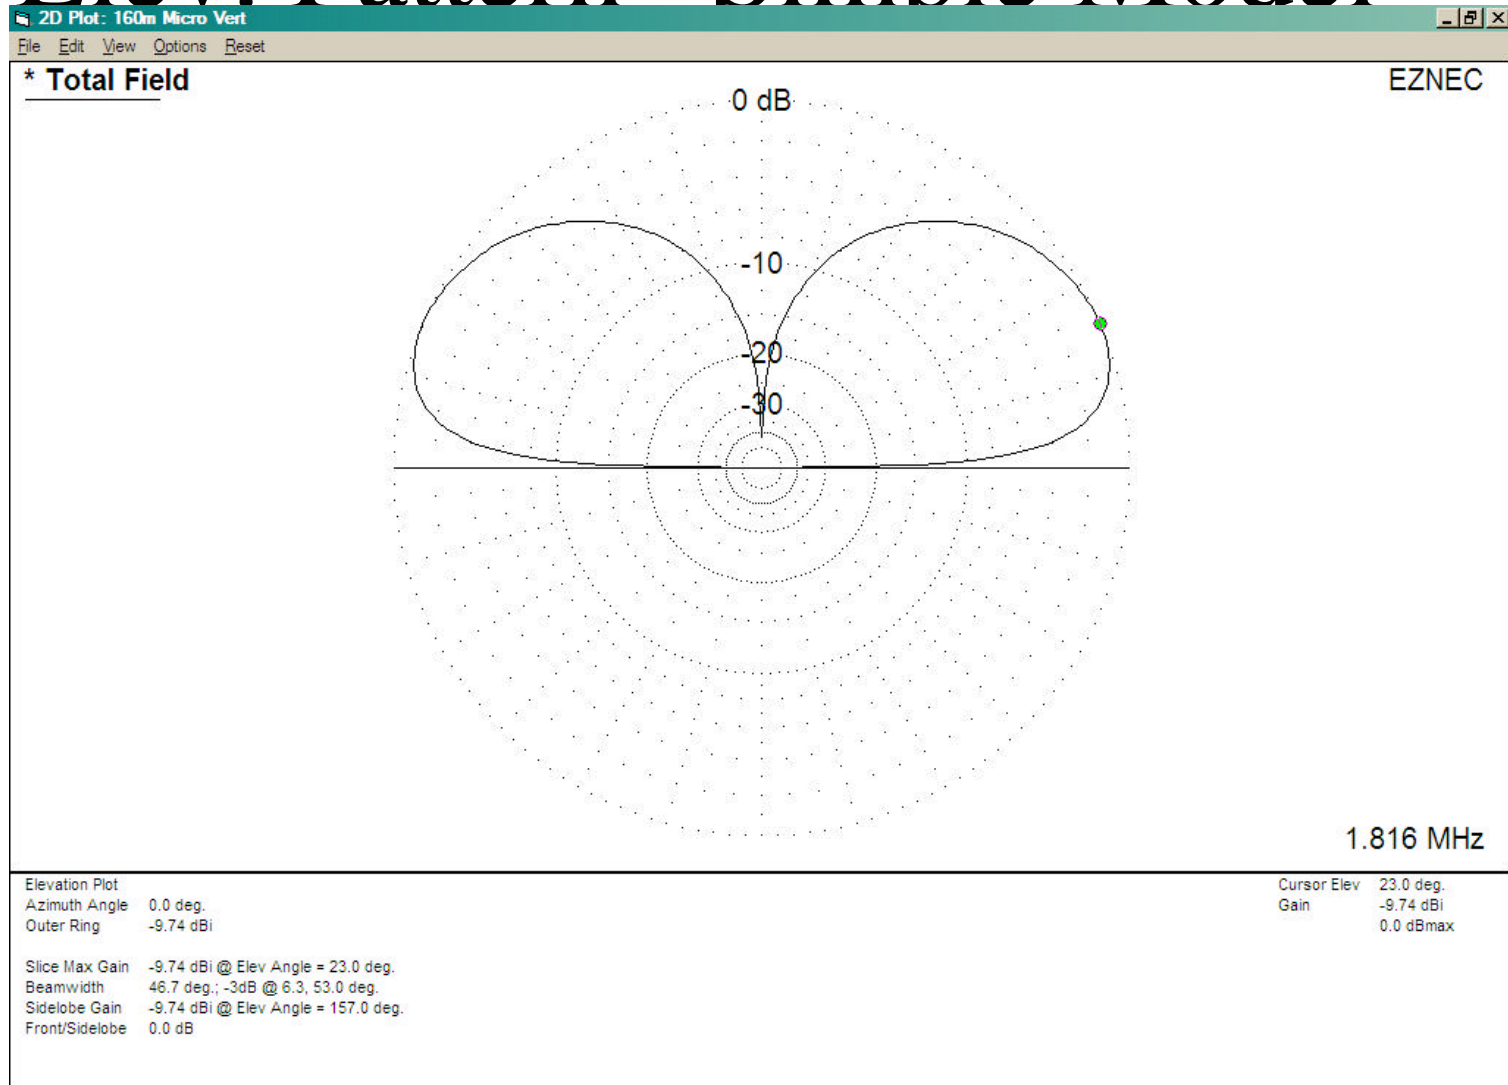 Elev. Pattern - Simple Model
2D Plot: 160m Micro Vert
File Edit View Options Reset
* Total Field
EZNEC
0 dB
-10
-20
-30
1.816 MHz
Elevation Plot
Azimuth Angle 0.0 deg.
Outer Ring -9.74 dBi
Cursor Elev 23.0 deg.
Gain -9.74 dBi
0.0 dBmax
Slice Max Gain -9.74 dBi @ Elev Angle = 23.0 deg.
Beamwidth 46.7 deg.; -3dB @ 6.3, 53.0 deg.
Sidelobe Gain -9.74 dBi @ Elev Angle = 157.0 deg.
Front/Sidelobe 0.0 dB